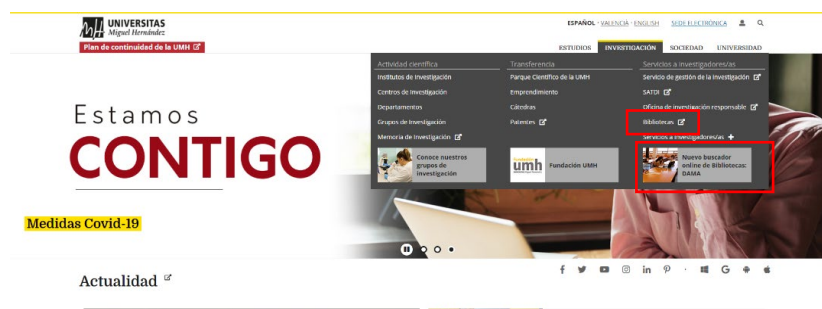 UNIVERSITAS
Miguel Hernández
ESPAÑOL · VALENCIÀ · ENGLISH SEDE ELECTRÓNICA
Plan de continuidad de la UMH
ESTUDIOS INVESTIGACIÓN SOCIEDAD UNIVERSIDAD
Actividad científica
Institutos de Investigación
Centros de Investigación
Departamentos
Grupos de Investigación
Memoria de Investigación
Conoce nuestros
grupos de
investigación
Transferencia
Parque Científico de la UMH
Emprendimiento
Cátedras
Patentes
umh Fundación UMH
Servicios a investigadores/as
Servicio de gestión de la Investigación
SATDI
Oficina de investigación responsable
Bibliotecas
Servicios a investigadores/as +
Nuevo buscador
online de Bibliotecas:
DAMA
Estamos
CONTIGO
Medidas Covid-19
Actualidad